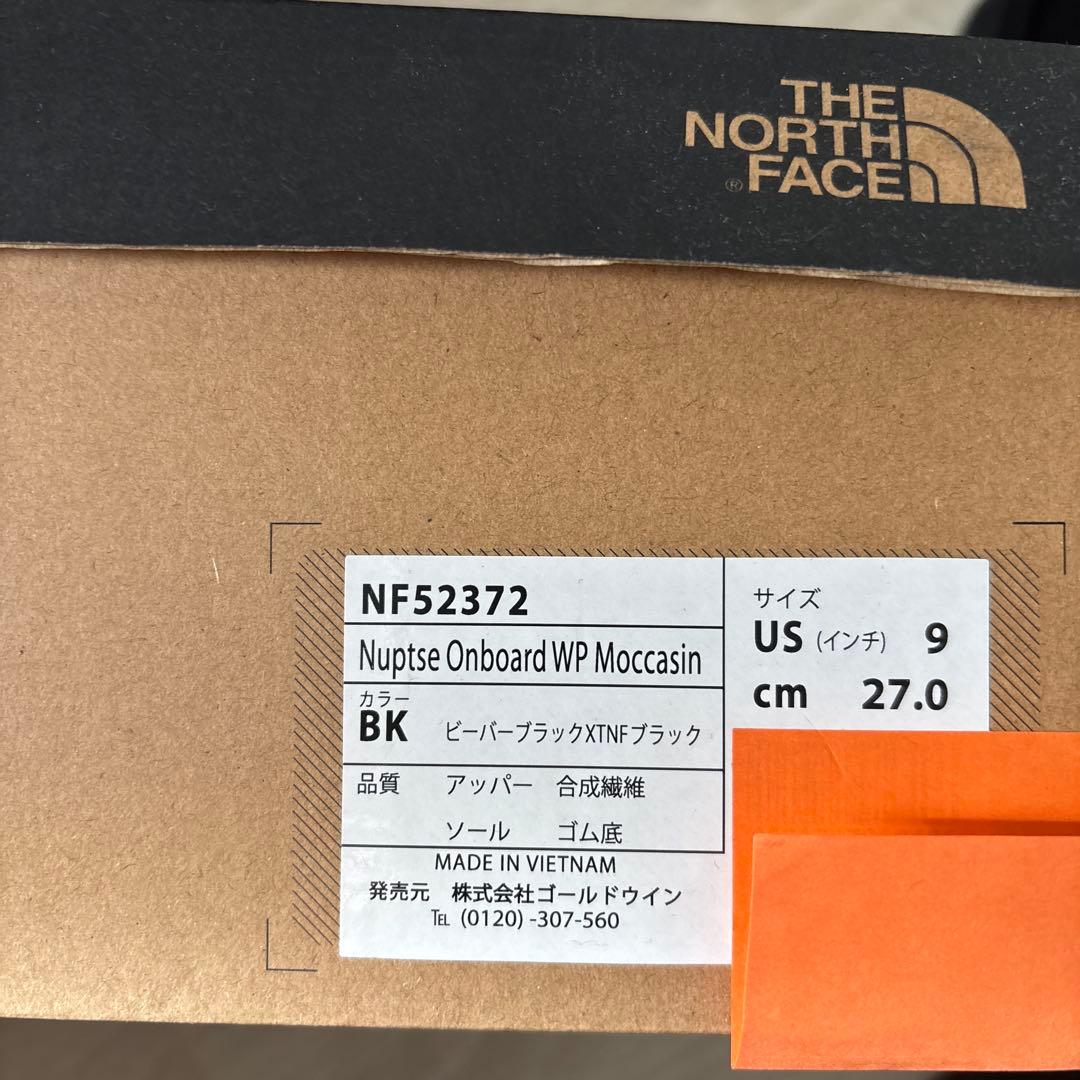 THE
NORTH
® FACE
NF52372
Nuptse Onboard WP Moccasin
カラー
BK ビーバーブラックXTNFブラック
品質 アッパー 合成繊維
ソール ゴム底
MADE IN VIETNAM
発売元 株式会社ゴールドウイン
℡ (0120) -307-560
サイズ
US (インチ) 9
cm 27.0